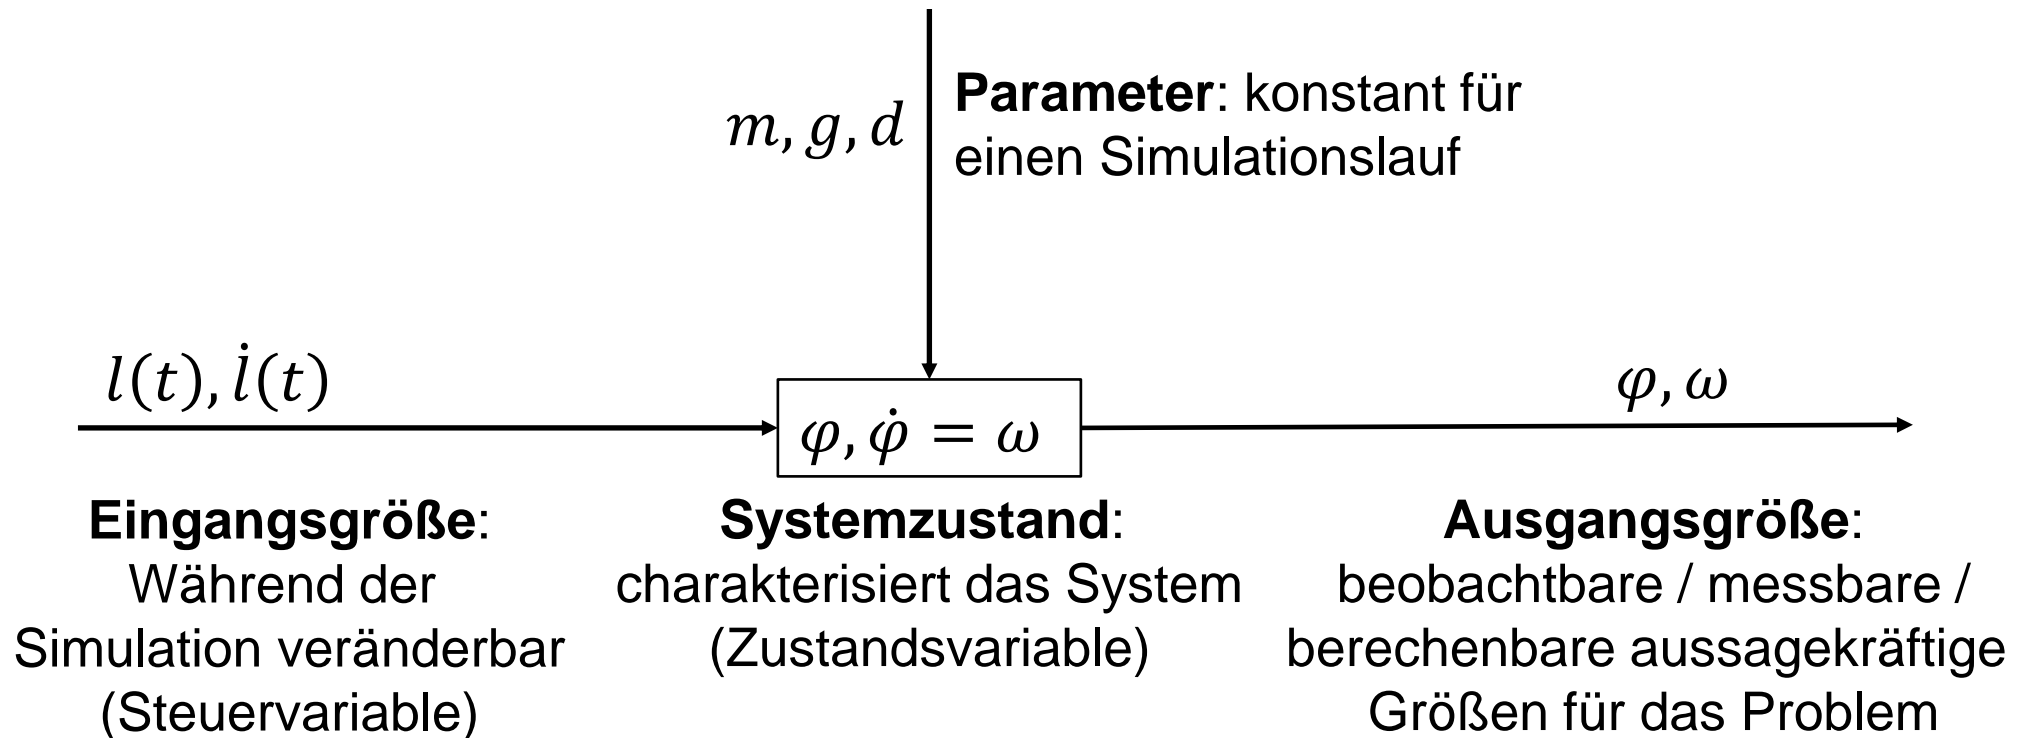 m, g, d
Parameter: konstant für
einen Simulationslauf
l(t), l̇(t)
φ, φ̇ = ω
φ, ω
Eingangsgröße:
Während der
Simulation veränderbar
(Steuervariable)
Systemzustand:
charakterisiert das System
(Zustandsvariable)
Ausgangsgröße:
beobachtbare / messbare /
berechenbare aussagekräftige
Größen für das Problem